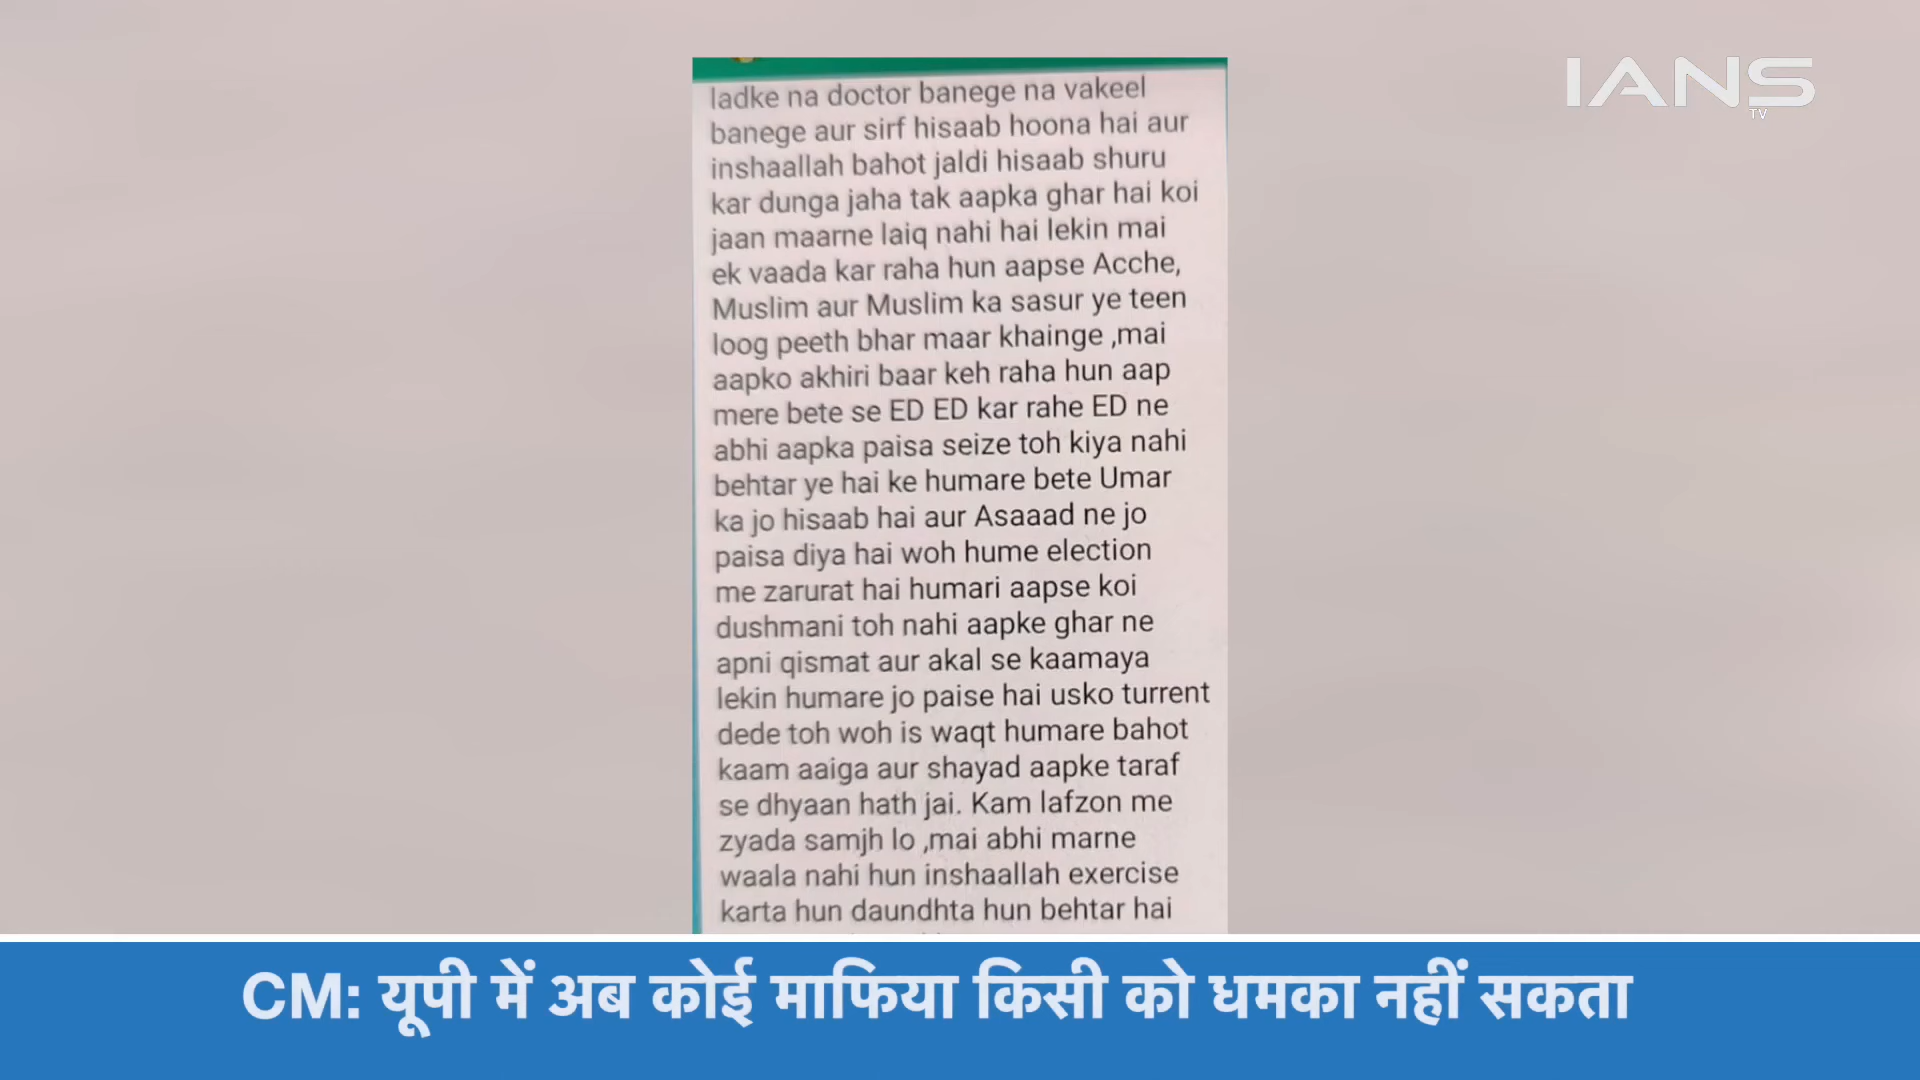 IANS
TV
ladke na doctor banege na vakeel
banege aur sirf hisaab hoona hai aur
inshaallah bahot jaldi hisaab shuru
kar dunga jaha tak aapka ghar hai koi
jaan maarne laiq nahi hai lekin mai
ek vaada kar raha hun aapse Acche,
Muslim aur Muslim ka sasur ye teen
loog peeth bhar maar khainge ,mai
aapko akhiri baar keh raha hun aap
mere bete se ED ED kar rahe ED ne
abhi aapka paisa seize toh kiya nahi
behtar ye hai ke humare bete Umar
ka jo hisaab hai aur Asaaad ne jo
paisa diya hai woh hume election
me zarurat hai humari aapse koi
dushmani toh nahi aapke ghar ne
apni qismat aur akal se kaamaya
lekin humare jo paise hai usko turrent
dede toh woh is waqt humare bahot
kaam aaiga aur shayad aapke taraf
se dhyaan hath jai. Kam lafzon me
zyada samjh lo ,mai abhi marne
waala nahi hun inshaallah exercise
karta hun daundhta hun behtar hai
CM: यूपी में अब कोई माफिया किसी को धमका नहीं सकता